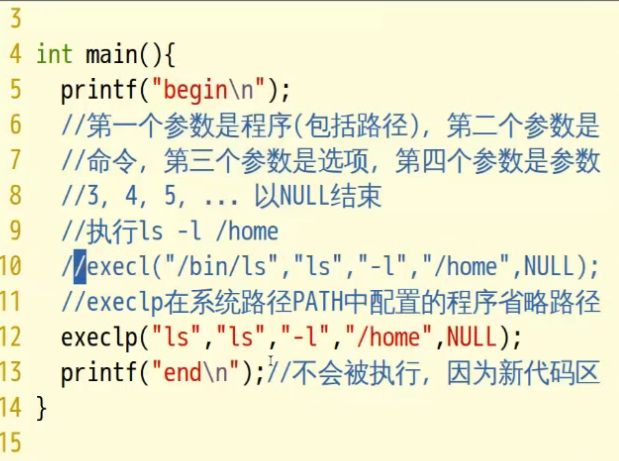 3
4 int main(){
5 printf("begin\n");
6 //第一个参数是程序(包括路径), 第二个参数是
7 //命令, 第三个参数是选项, 第四个参数是参数
8 //3, 4, 5, ... 以NULL结束
9 //执行ls -l /home
10 //execl("/bin/ls","ls","-l","/home",NULL);
11 //execlp在系统路径PATH中配置的程序省略路径
12 execlp("ls","ls","-l","/home",NULL);
13 printf("end\n");//不会被执行, 因为新代码区
14 }
15